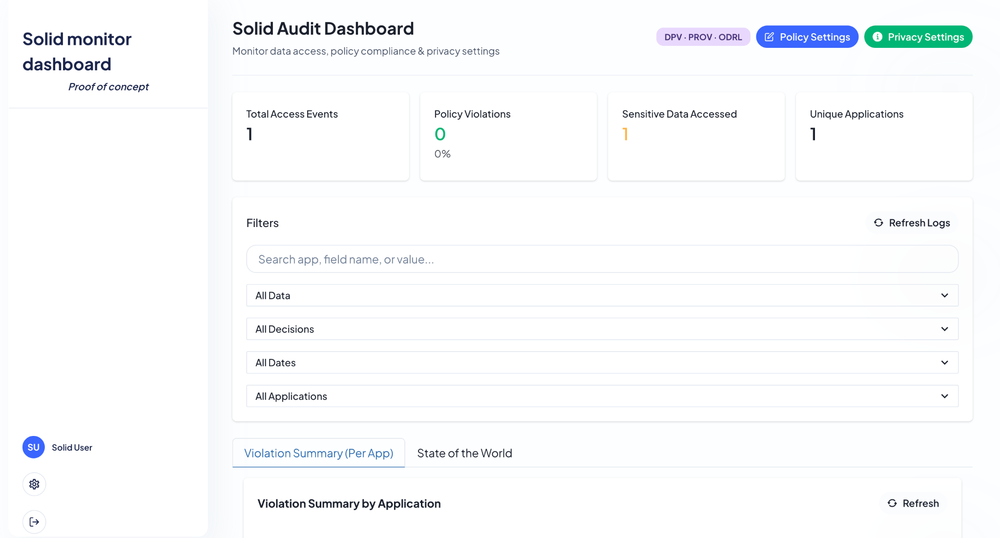 Solid monitor
dashboard
Proof of concept
SU
Solid User
Solid Audit Dashboard
Monitor data access, policy compliance & privacy settings
DPV · PROV · ODRL
Policy Settings
Privacy Settings
Total Access Events
1
Policy Violations
0
0%
Sensitive Data Accessed
1
Unique Applications
1
Filters
Refresh Logs
Search app, field name, or value...
All Data
All Decisions
All Dates
All Applications
Violation Summary (Per App)
State of the World
Violation Summary by Application
Refresh